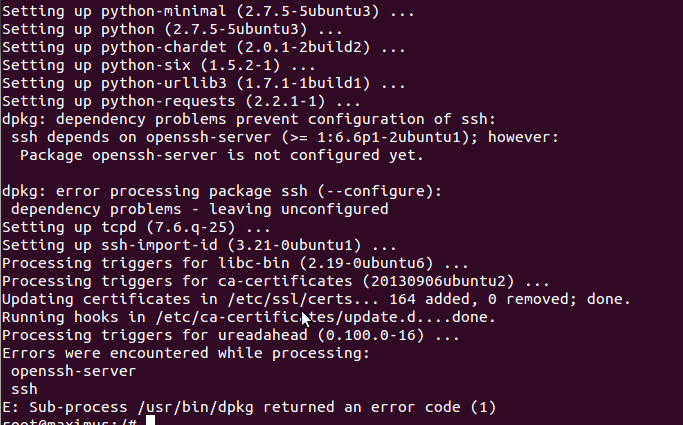 Setting up python-minimal (2.7.5-5ubuntu3) ...
Setting up python (2.7.5-5ubuntu3) ...
Setting up python-chardet (2.0.1-2build2) ...
Setting up python-six (1.5.2-1) ...
Setting up python-urllib3 (1.7.1-1build1) ...
Setting up python-requests (2.2.1-1) ...
dpkg: dependency problems prevent configuration of ssh:
 ssh depends on openssh-server (>= 1:6.6p1-2ubuntu1); however:
  Package openssh-server is not configured yet.

dpkg: error processing package ssh (--configure):
 dependency problems - leaving unconfigured
Setting up tcpd (7.6.q-25) ...
Setting up ssh-import-id (3.21-0ubuntu1) ...
Processing triggers for libc-bin (2.19-0ubuntu6) ...
Processing triggers for ca-certificates (20130906ubuntu2) ...
Updating certificates in /etc/ssl/certs... 164 added, 0 removed; done.
Running hooks in /etc/ca-certificates/update.d....done.
Processing triggers for ureadahead (0.100.0-16) ...
Errors were encountered while processing:
 openssh-server
 ssh
E: Sub-process /usr/bin/dpkg returned an error code (1)
root@maximus:/#